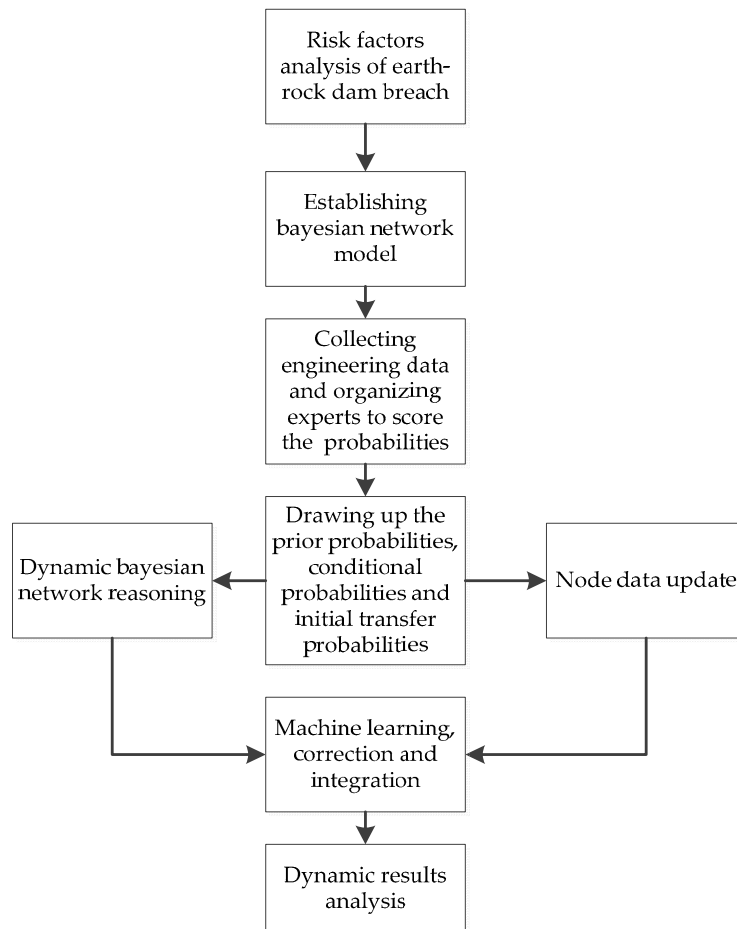 Risk factors
analysis of earth-
rock dam breach
Establishing
bayesian network
model
Collecting
engineering data
and organizing
experts to score
the probabilities
Drawing up the
prior probabilities,
conditional
probabilities and
initial transfer
probabilities
Dynamic bayesian
network reasoning
Node data update
Machine learning,
correction and
integration
Dynamic results
analysis